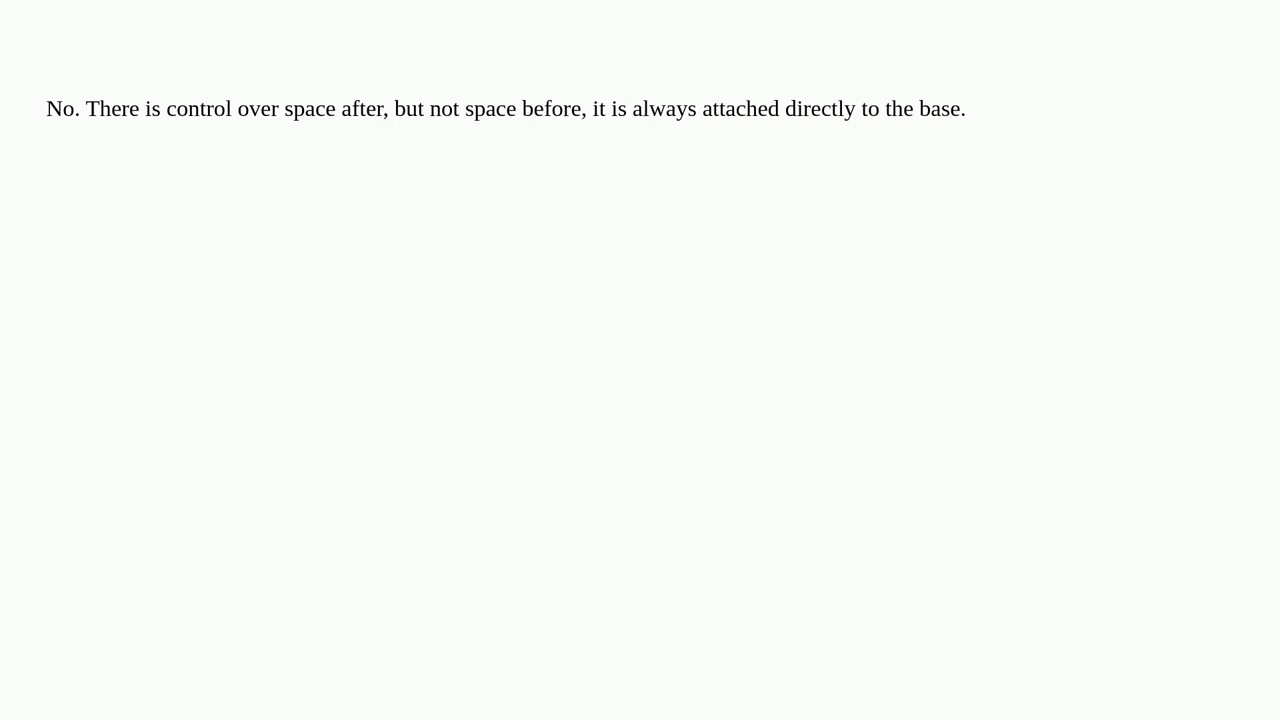 No. There is control over space after, but not space before, it is always attached directly to the base.